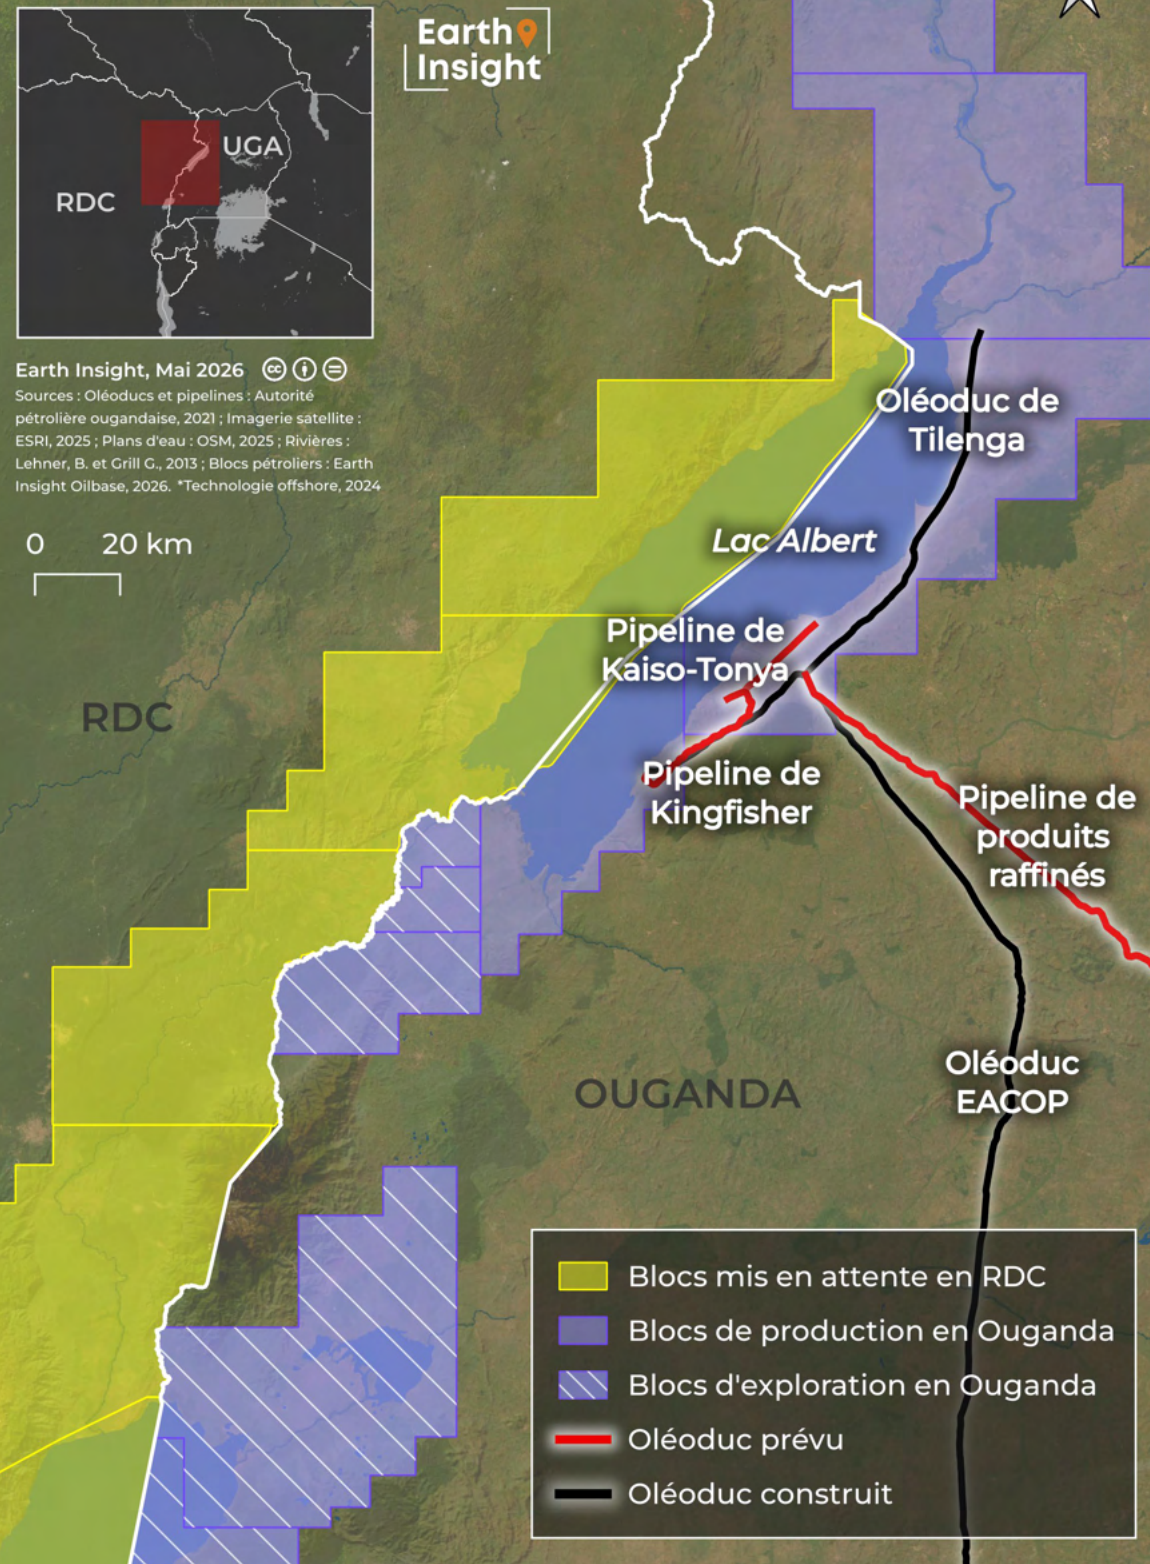 Earth
Insight
UGA
RDC
Earth Insight, Mai 2026
Sources : Oléoducs et pipelines : Autorité
pétrolière ougandaise, 2021 ; Imagerie satellite :
ESRI, 2025 ; Plans d'eau : OSM, 2025 ; Rivières :
Lehner, B. et Grill G., 2013 ; Blocs pétroliers : Earth
Insight Oilbase, 2026. *Technologie offshore, 2024
0 20 km
Oléoduc de
Tilenga
Lac Albert
Pipeline de
Kaiso-Tonya
RDC
Pipeline de
Kingfisher
Pipeline de
produits
raffinés
OUGANDA
Oléoduc
EACOP
Blocs mis en attente en RDC
Blocs de production en Ouganda
Blocs d'exploration en Ouganda
Oléoduc prévu
Oléoduc construit